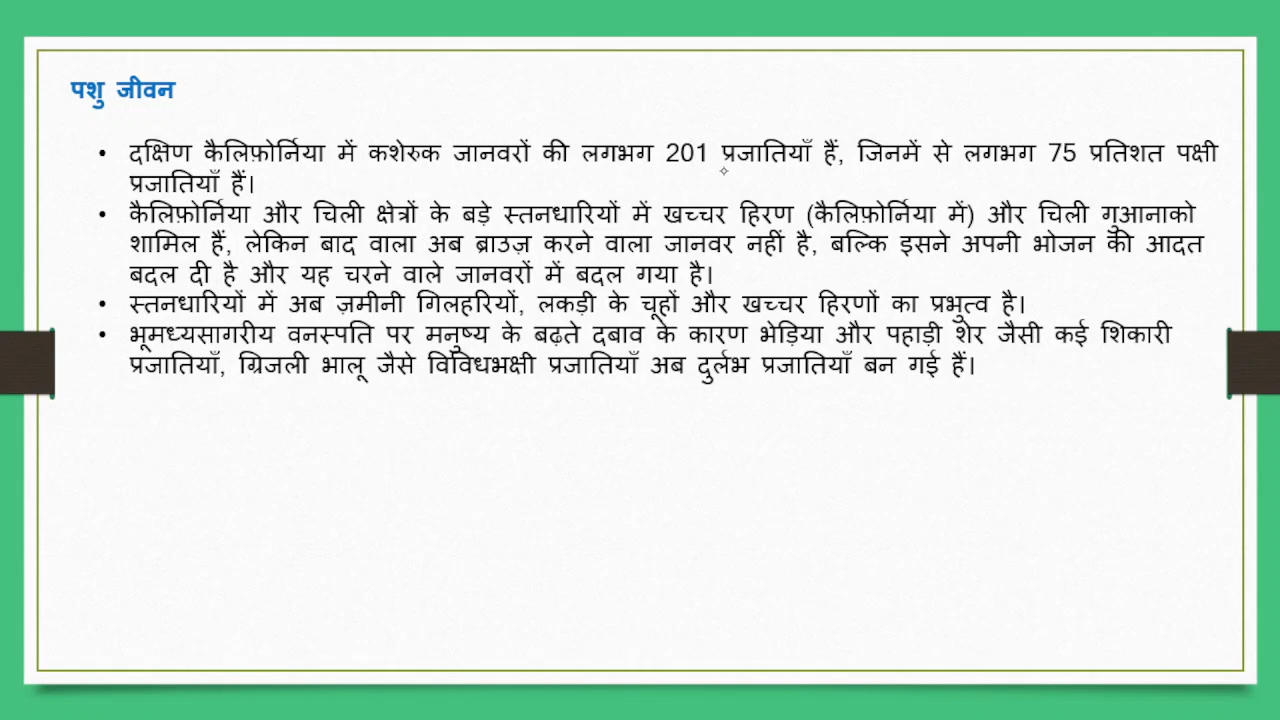 पशु जीवन
• दक्षिण कैलिफ़ोर्निया में कशेरुक जानवरों की लगभग 201 प्रजातियाँ हैं, जिनमें से लगभग 75 प्रतिशत पक्षी
प्रजातियाँ हैं।
• कैलिफ़ोर्निया और चिली क्षेत्रों के बड़े स्तनधारियों में खच्चर हिरण (कैलिफ़ोर्निया में) और चिली गुआनाको
शामिल हैं, लेकिन बाद वाला अब ब्राउज़ करने वाला जानवर नहीं है, बल्कि इसने अपनी भोजन की आदत
बदल दी है और यह चरने वाले जानवरों में बदल गया है।
• स्तनधारियों में अब ज़मीनी गिलहरियों, लकड़ी के चूहों और खच्चर हिरणों का प्रभुत्व है।
• भूमध्यसागरीय वनस्पति पर मनुष्य के बढ़ते दबाव के कारण भेड़िया और पहाड़ी शेर जैसी कई शिकारी
प्रजातियाँ, ग्रिजली भालू जैसे विविधभक्षी प्रजातियाँ अब दुर्लभ प्रजातियाँ बन गई हैं।